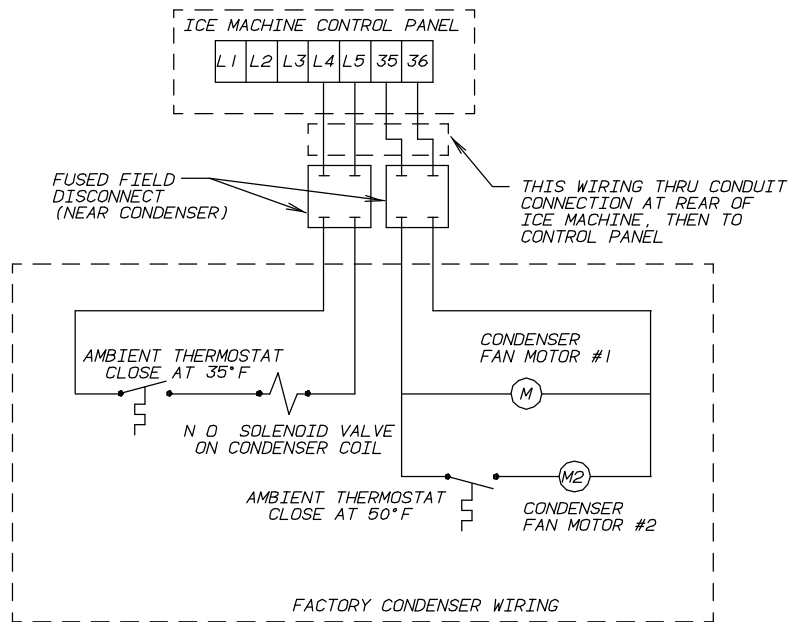 ICE MACHINE CONTROL PANEL
L1 L2 L3 L4 L5 35 36
FUSED FIELD
DISCONNECT
(NEAR CONDENSER)
THIS WIRING THRU CONDUIT
CONNECTION AT REAR OF
ICE MACHINE, THEN TO
CONTROL PANEL
AMBIENT THERMOSTAT
CLOSE AT 35°F
N O SOLENOID VALVE
ON CONDENSER COIL
CONDENSER
FAN MOTOR #1
M
AMBIENT THERMOSTAT
CLOSE AT 50°F
M2
CONDENSER
FAN MOTOR #2
FACTORY CONDENSER WIRING